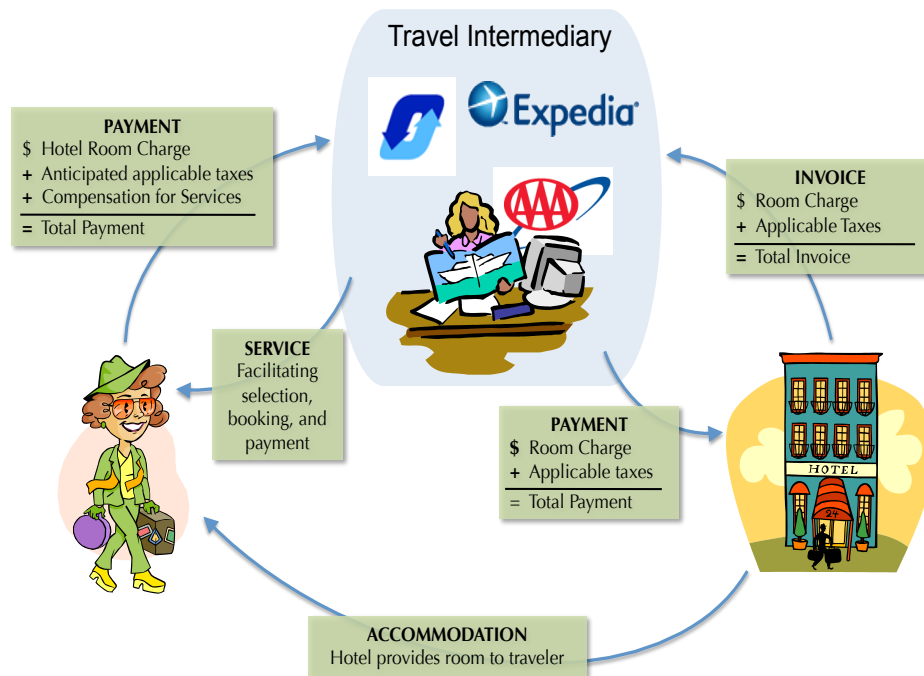 Travel Intermediary
Expedia®
AAA
PAYMENT
$ Hotel Room Charge
+ Anticipated applicable taxes
+ Compensation for Services
= Total Payment
INVOICE
$ Room Charge
+ Applicable Taxes
= Total Invoice
SERVICE
Facilitating
selection,
booking, and
payment
PAYMENT
$ Room Charge
+ Applicable taxes
= Total Payment
HOTEL
24
ACCOMMODATION
Hotel provides room to traveler